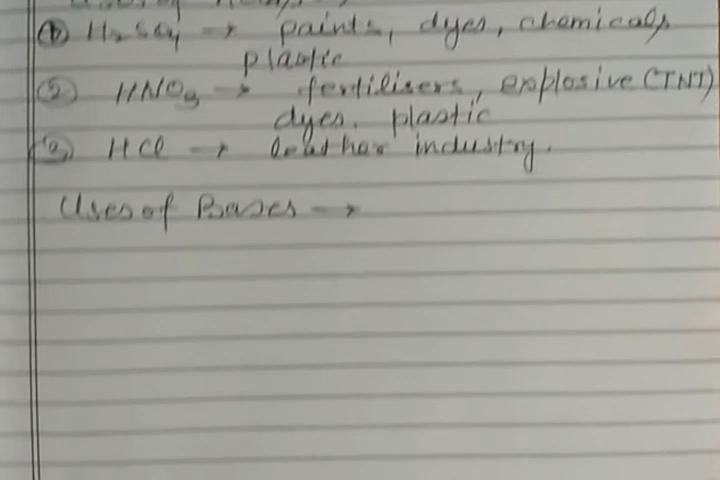 ① H₂SO₄ → paints, dyes, chemicals,
plastic
② HNO₃ → fertilisers, explosive (TNT)
dyes. plastic
③ HCl → leather industry.
Uses of Bases →